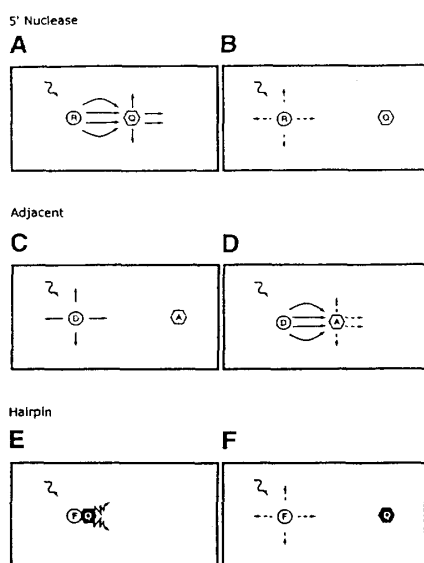 5' Nuclease
A B
R Q R Q
Adjacent
C D
D A D A
Hairpin
E F
F Q F Q